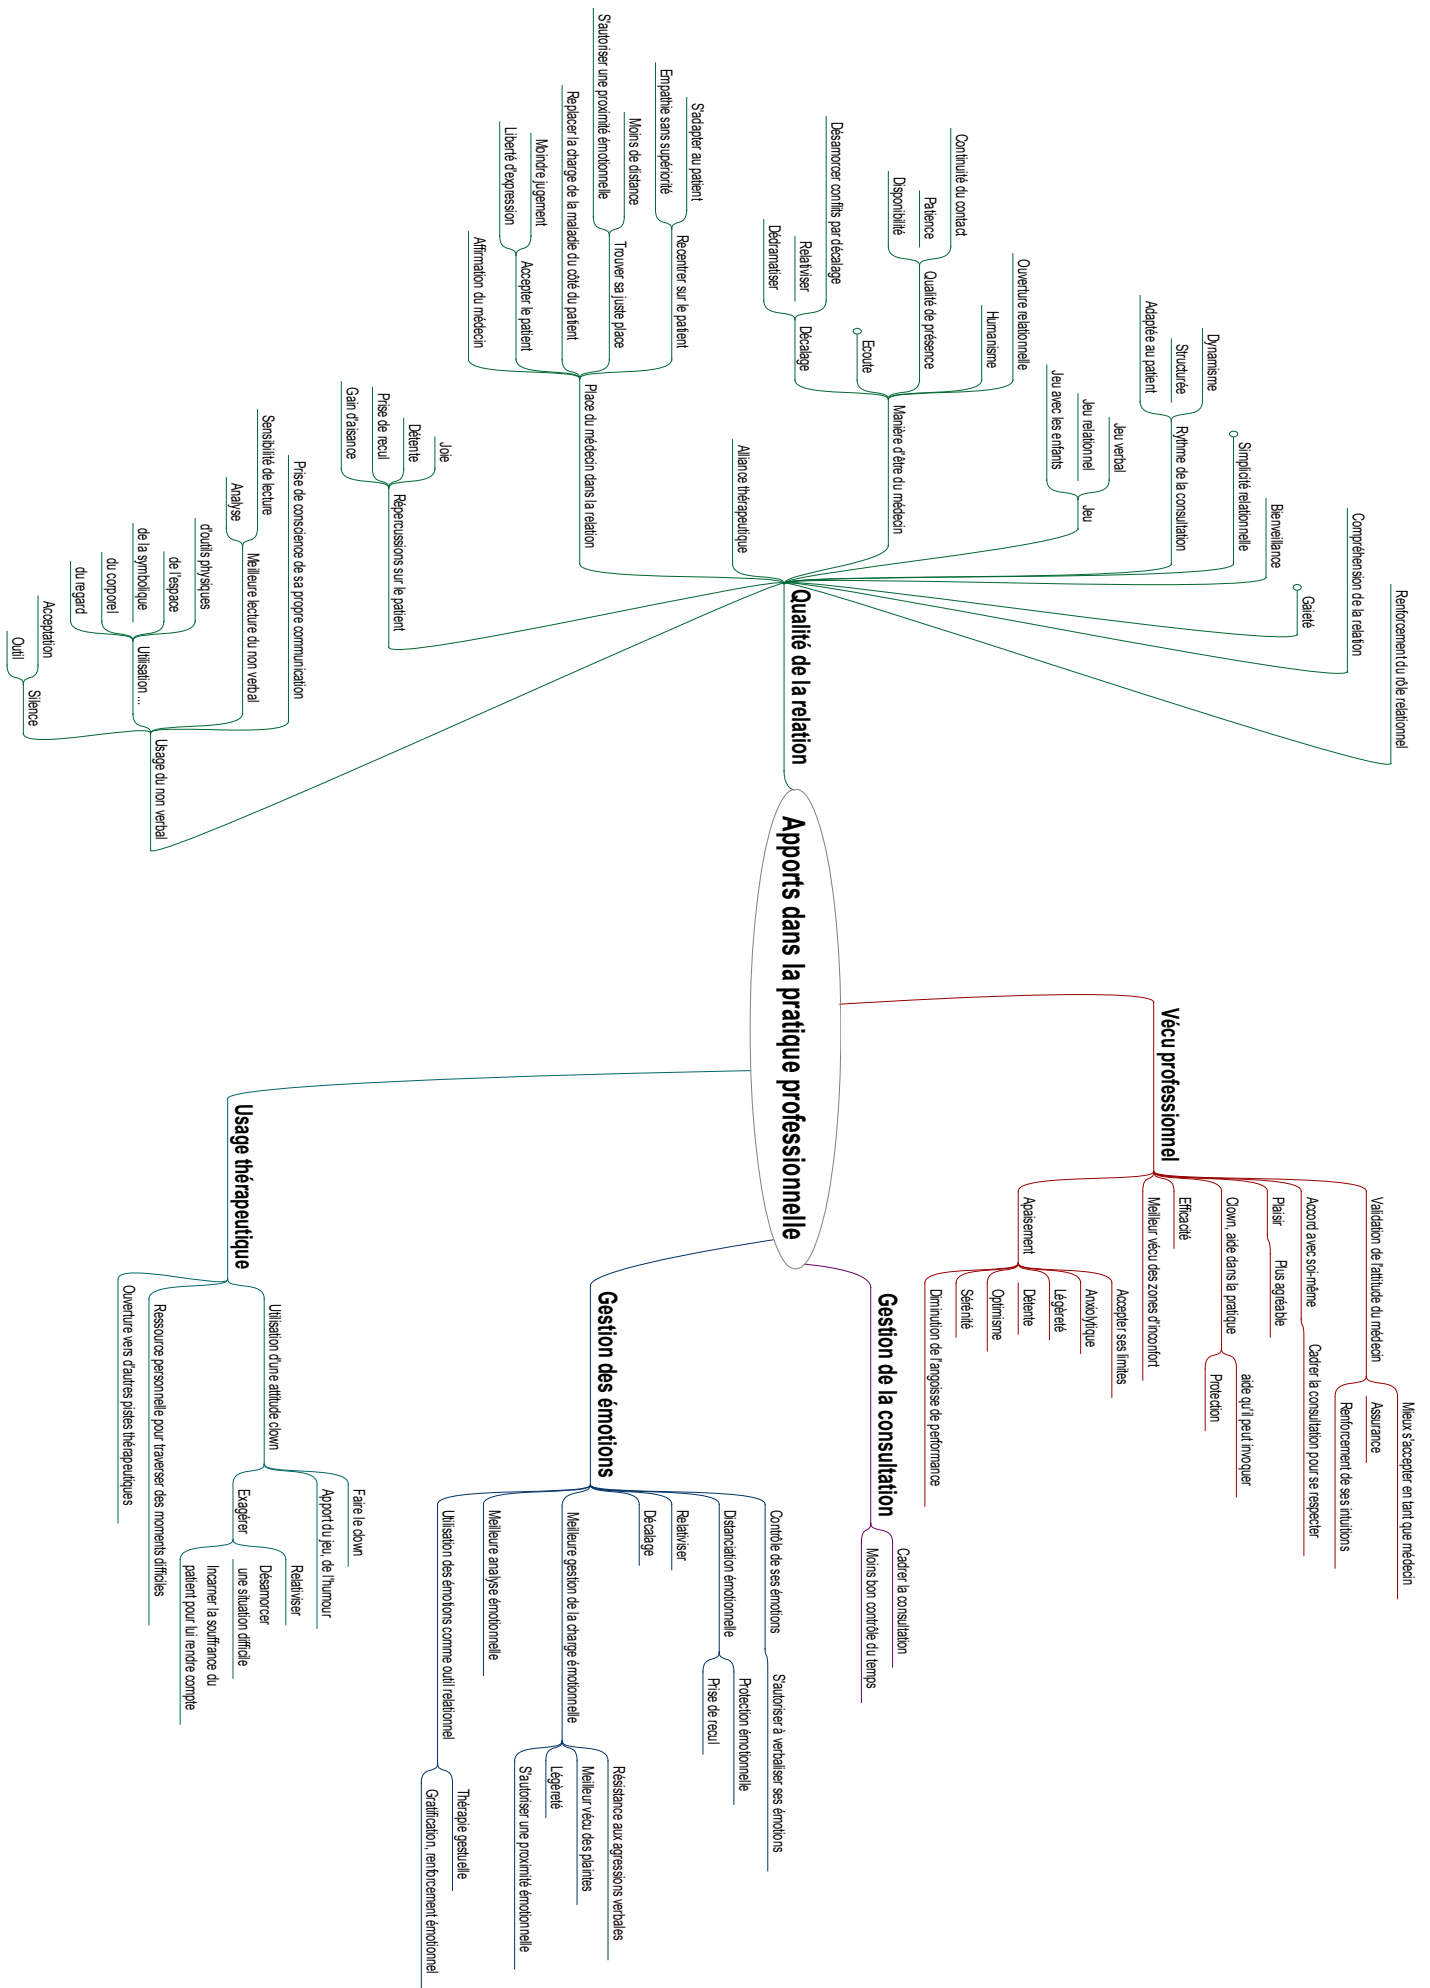 Apports dans la pratique professionnelle
Qualité de la relation
Renforcement du rôle relationnel
Compréhension de la relation
Gaieté
Bienveillance
Simplicité relationnelle
Rythme de la consultation
Dynamisme
Structurée
Adaptée au patient
Jeu
Jeu verbal
Jeu relationnel
Jeu avec les enfants
Manière d'être du médecin
Ouverture relationnelle
Humanisme
Qualité de présence
Continuité du contact
Patience
Disponibilité
Ecoute
Décalage
Désamorcer conflits par décalage
Relativiser
Dédramatiser
Alliance thérapeutique
Place du médecin dans la relation
Recentrer sur le patient
S'adapter au patient
Empathie sans supériorité
Trouver sa juste place
Moins de distance
S'autoriser une proximité émotionnelle
Replacer la charge de la maladie du côté du patient
Accepter le patient
Moindre jugement
Liberté d'expression
Affirmation du médecin
Répercussions sur le patient
Joie
Détente
Prise de recul
Gain d'aisance
Usage du non verbal
Prise de conscience de sa propre communication
Meilleure lecture du non verbal
Sensibilité de lecture
Analyse
Utilisation ...
d'outils physiques
de l'espace
de la symbolique
du corporel
du regard
Silence
Acceptation
Outil
Vécu professionnel
Validation de l'attitude du médecin
Mieux s'accepter en tant que médecin
Assurance
Renforcement de ses intuitions
Accord avec soi-même
Cadrer la consultation pour se respecter
Plaisir
Plus agréable
Clown, aide dans la pratique
aide qu'il peut invoquer
Protection
Efficacité
Meilleur vécu des zones d'inconfort
Apaisement
Accepter ses limites
Anxiolytique
Légèreté
Détente
Optimisme
Sérénité
Diminution de l'angoisse de performance
Gestion de la consultation
Cadrer la consultation
Moins bon contrôle du temps
Gestion des émotions
Contrôle de ses émotions
S'autoriser à verbaliser ses émotions
Distanciation émotionnelle
Protection émotionnelle
Prise de recul
Relativiser
Décalage
Meilleure gestion de la charge émotionnelle
Résistance aux agressions verbales
Meilleur vécu des plaintes
Légèreté
S'autoriser une proximité émotionnelle
Meilleure analyse émotionnelle
Utilisation des émotions comme outil relationnel
Thérapie gestuelle
Gratification, renforcement émotionnel
Usage thérapeutique
Utilisation d'une attitude clown
Faire le clown
Apport du jeu, de l'humour
Exagérer
Relativiser
Désamorcer
une situation difficile
Incarner la souffrance du
patient pour lui rendre compte
Ressource personnelle pour traverser des moments difficiles
Ouverture vers d'autres pistes thérapeutiques